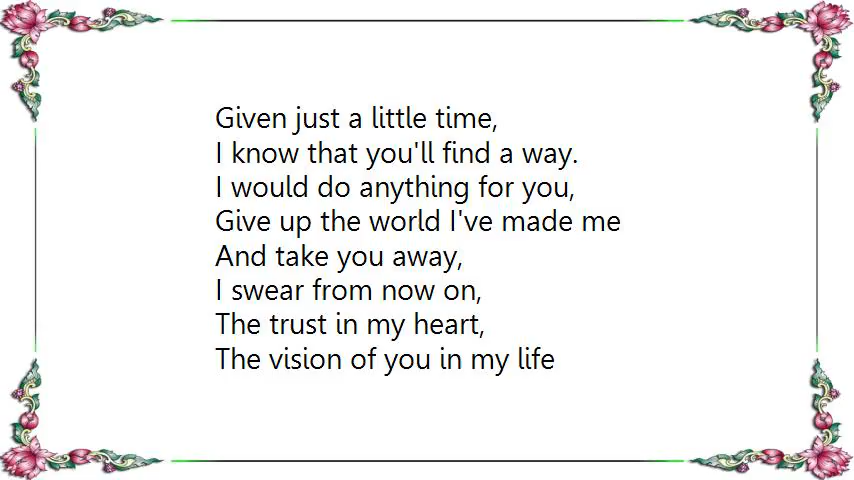 Given just a little time,
I know that you'll find a way.
I would do anything for you,
Give up the world I've made me
And take you away,
I swear from now on,
The trust in my heart,
The vision of you in my life